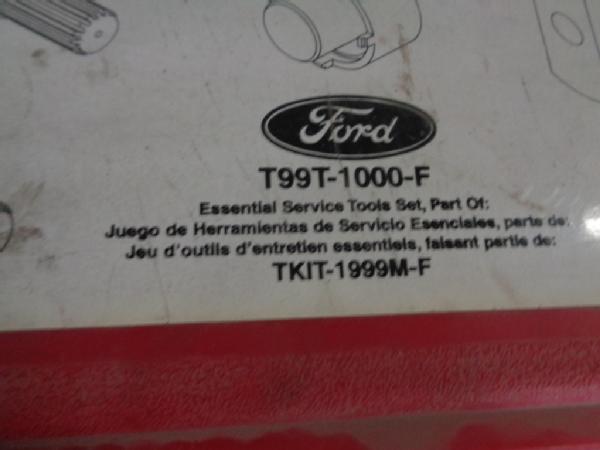 Ford
T99T-1000-F
Essential Service Tools Set, Part Of:
Juego de Herramientas de Servicio Esenciales, parte de:
Jeu d'outils d'entretien essentiels, faisant partie de:
TKIT-1999M-F